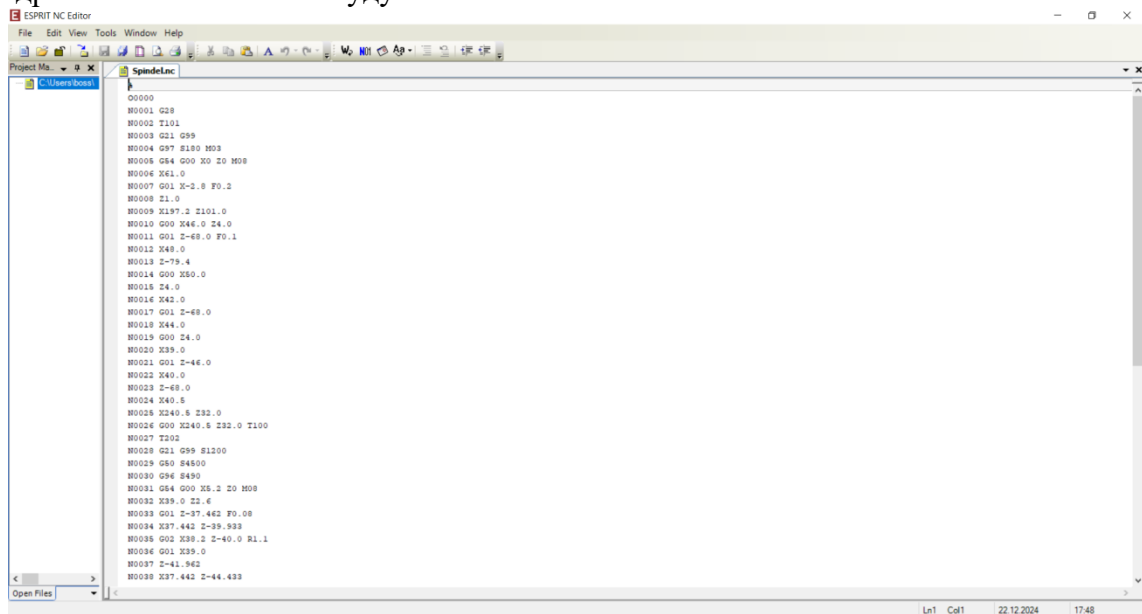 ESPRIT NC Editor
File Edit View Tools Window Help
Project Ma..
Spindel.nc
C:\Users\boss\
O0000
N0001 G28
N0002 T101
N0003 G21 G99
N0004 G97 S180 M03
N0005 G54 G00 X0 Z0 M08
N0006 X61.0
N0007 G01 X-2.8 F0.2
N0008 Z1.0
N0009 X197.2 Z101.0
N0010 G00 X46.0 Z4.0
N0011 G01 Z-68.0 F0.1
N0012 X48.0
N0013 Z-79.4
N0014 G00 X50.0
N0015 Z4.0
N0016 X42.0
N0017 G01 Z-68.0
N0018 X44.0
N0019 G00 Z4.0
N0020 X39.0
N0021 G01 Z-46.0
N0022 X40.0
N0023 Z-68.0
N0024 X40.5
N0025 X240.5 Z32.0
N0026 G00 X240.5 Z32.0 T100
N0027 T202
N0028 G21 G99 S1200
N0029 G50 S4500
N0030 G96 S490
N0031 G54 G00 X5.2 Z0 M08
N0032 X39.0 Z2.6
N0033 G01 Z-37.462 F0.08
N0034 X37.442 Z-39.933
N0035 G02 X38.2 Z-40.0 R1.1
N0036 G01 X39.0
N0037 Z-41.962
N0038 X37.442 Z-44.433
Open Files
Ln1 Col1 22.12.2024 17:48